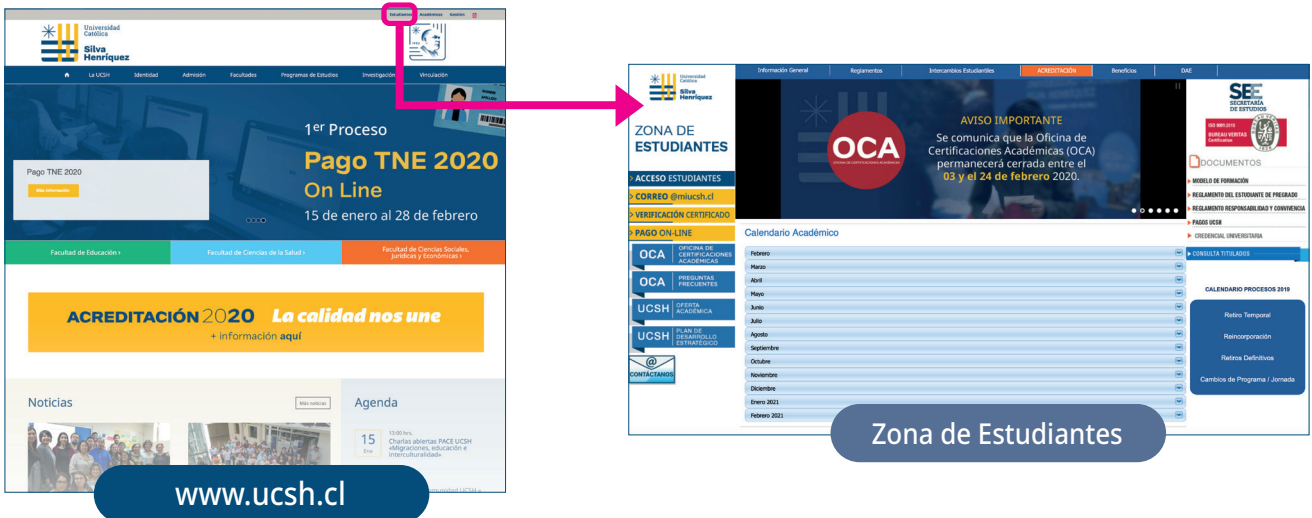 Estudiantes Académicos Gestión
Universidad
Católica
Silva
Henríquez
La UCSH Identidad Admisión Facultades Programas de Estudios Investigación Vinculación
1er Proceso
Pago TNE 2020
On Line
15 de enero al 28 de febrero
Pago TNE 2020
Más información
Facultad de Educación ›
Facultad de Ciencias de la Salud ›
Facultad de Ciencias Sociales,
Jurídicas y Económicas ›
ACREDITACIÓN 2020 La calidad nos une
+ información aquí
Noticias
Más noticias
Agenda
15
Ene
15:00 hrs.
Charlas abiertas PACE UCSH
«Migraciones, educación e
interculturalidad»
www.ucsh.cl
Universidad
Católica
Silva
Henríquez
Información General Reglamentos Intercambios Estudiantiles ACREDITACIÓN Beneficios DAE
ZONA DE
ESTUDIANTES
> ACCESO ESTUDIANTES
> CORREO @miucsh.cl
> VERIFICACIÓN CERTIFICADO
> PAGO ON-LINE
OCA OFICINA DE
CERTIFICACIONES
ACADÉMICAS
OCA PREGUNTAS
FRECUENTES
UCSH OFERTA
ACADÉMICA
UCSH PLAN DE
DESARROLLO
ESTRATÉGICO
@
CONTÁCTANOS
OCA
AVISO IMPORTANTE
Se comunica que la Oficina de
Certificaciones Académicas (OCA)
permanecerá cerrada entre el
03 y el 24 de febrero 2020.
Calendario Académico
Febrero
Marzo
Abril
Mayo
Junio
Julio
Agosto
Septiembre
Octubre
Noviembre
Diciembre
Enero 2021
Febrero 2021
SEE
SECRETARÍA
DE ESTUDIOS
ISO 9001:2015
BUREAU VERITAS
Certification
DOCUMENTOS
MODELO DE FORMACIÓN
REGLAMENTO DEL ESTUDIANTE DE PREGRADO
REGLAMENTO RESPONSABILIDAD Y CONVIVENCIA
PAGOS UCSH
CREDENCIAL UNIVERSITARIA
CONSULTA TITULADOS
CALENDARIO PROCESOS 2019
Retiro Temporal
Reincorporación
Retiros Definitivos
Cambios de Programa / Jornada
Zona de Estudiantes